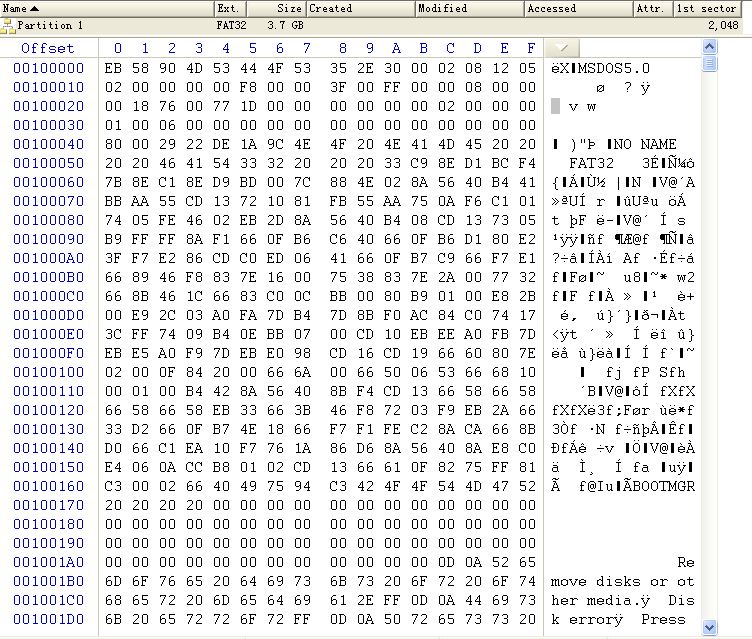 Name Ext. Size Created Modified Accessed Attr. 1st sector
Partition 1 FAT32 3.7 GB 2,048
Offset 0 1 2 3 4 5 6 7 8 9 A B C D E F
00100000 EB 58 90 4D 53 44 4F 53 35 2E 30 00 02 08 12 05 ëX MSDOS5.0
00100010 02 00 00 00 00 F8 00 00 3F 00 FF 00 00 08 00 00 ø ? ÿ
00100020 00 18 76 00 77 1D 00 00 00 00 00 00 02 00 00 00 v w
00100030 01 00 06 00 00 00 00 00 00 00 00 00 00 00 00 00
00100040 80 00 29 22 DE 1A 9C 4E 4F 20 4E 41 4D 45 20 20 )"Þ NO NAME
00100050 20 20 46 41 54 33 32 20 20 20 33 C9 8E D1 BC F4 FAT32 3É Ñ¼ô
00100060 7B 8E C1 8E D9 BD 00 7C 88 4E 02 8A 56 40 B4 41 { Á Ù½ | N V@´A
00100070 BB AA 55 CD 13 72 10 81 FB 55 AA 75 0A F6 C1 01 »ªUÍ r ûUªu öÁ
00100080 74 05 FE 46 02 EB 2D 8A 56 40 B4 08 CD 13 73 05 t þF ë- V@´ Í s
00100090 B9 FF FF 8A F1 66 0F B6 C6 40 66 0F B6 D1 80 E2 ¹ÿÿ ñf ¶Æ@f ¶Ñ â
001000A0 3F F7 E2 86 CD C0 ED 06 41 66 0F B7 C9 66 F7 E1 ?÷â ÍÀí Af ·Éf÷á
001000B0 66 89 46 F8 83 7E 16 00 75 38 83 7E 2A 00 77 32 f Fø ~ u8 ~* w2
001000C0 66 8B 46 1C 66 83 C0 0C BB 00 80 B9 01 00 E8 2B f F f À » ¹ è+
001000D0 00 E9 2C 03 A0 FA 7D B4 7D 8B F0 AC 84 C0 74 17 é, ú}´} ð¬ Àt
001000E0 3C FF 74 09 B4 0E BB 07 00 CD 10 EB EE A0 FB 7D <ÿt ´ » Í ëî û}
001000F0 EB E5 A0 F9 7D EB E0 98 CD 16 CD 19 66 60 80 7E ëå ù}ëà Í Í f` ~
00100100 02 00 0F 84 20 00 66 6A 00 66 50 06 53 66 68 10 fj fP Sfh
00100110 00 01 00 B4 42 8A 56 40 8B F4 CD 13 66 58 66 58 ´B V@ ôÍ fXfX
00100120 66 58 66 58 EB 33 66 3B 46 F8 72 03 F9 EB 2A 66 fXfXë3f;Før ùë*f
00100130 33 D2 66 0F B7 4E 18 66 F7 F1 FE C2 8A CA 66 8B 3Òf ·N f÷ñþÂ Êf
00100140 D0 66 C1 EA 10 F7 76 1A 86 D6 8A 56 40 8A E8 C0 ÐfÁê ÷v Ö V@ èÀ
00100150 E4 06 0A CC B8 01 02 CD 13 66 61 0F 82 75 FF 81 ä Ì¸ Í fa uÿ
00100160 C3 00 02 66 40 49 75 94 C3 42 4F 4F 54 4D 47 52 Ã f@Iu ÃBOOTMGR
00100170 20 20 20 20 00 00 00 00 00 00 00 00 00 00 00 00
00100180 00 00 00 00 00 00 00 00 00 00 00 00 00 00 00 00
00100190 00 00 00 00 00 00 00 00 00 00 00 00 00 00 00 00
001001A0 00 00 00 00 00 00 00 00 00 00 00 00 0D 0A 52 65 Re
001001B0 6D 6F 76 65 20 64 69 73 6B 73 20 6F 72 20 6F 74 move disks or ot
001001C0 68 65 72 20 6D 65 64 69 61 2E FF 0D 0A 44 69 73 her media.ÿ Dis
001001D0 6B 20 65 72 72 6F 72 FF 0D 0A 50 72 65 73 73 20 k errorÿ Press